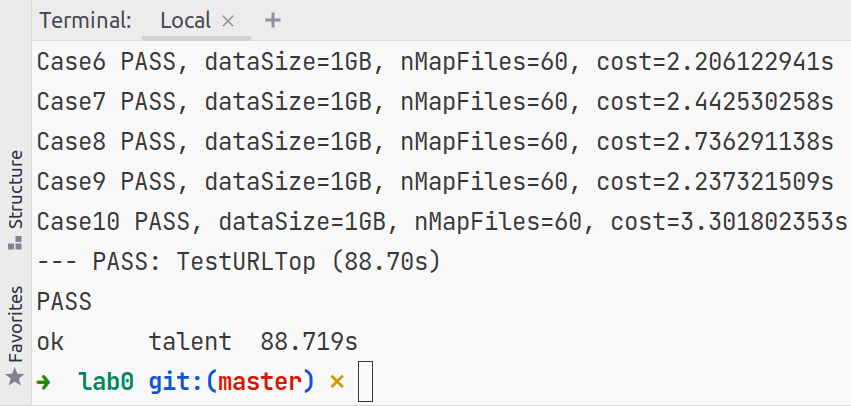 Terminal: Local × +
Case6 PASS, dataSize=1GB, nMapFiles=60, cost=2.206122941s
Case7 PASS, dataSize=1GB, nMapFiles=60, cost=2.442530258s
Case8 PASS, dataSize=1GB, nMapFiles=60, cost=2.736291138s
Case9 PASS, dataSize=1GB, nMapFiles=60, cost=2.237321509s
Case10 PASS, dataSize=1GB, nMapFiles=60, cost=3.301802353s
--- PASS: TestURLTop (88.70s)
PASS
ok talent 88.719s
➜ lab0 git:(master) ×
Structure
Favorites